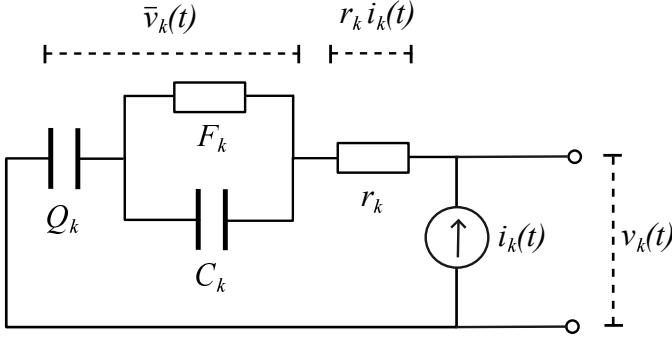 v̄ₖ(t) rₖ iₖ(t)
Fₖ
Qₖ rₖ
Cₖ iₖ(t) vₖ(t)